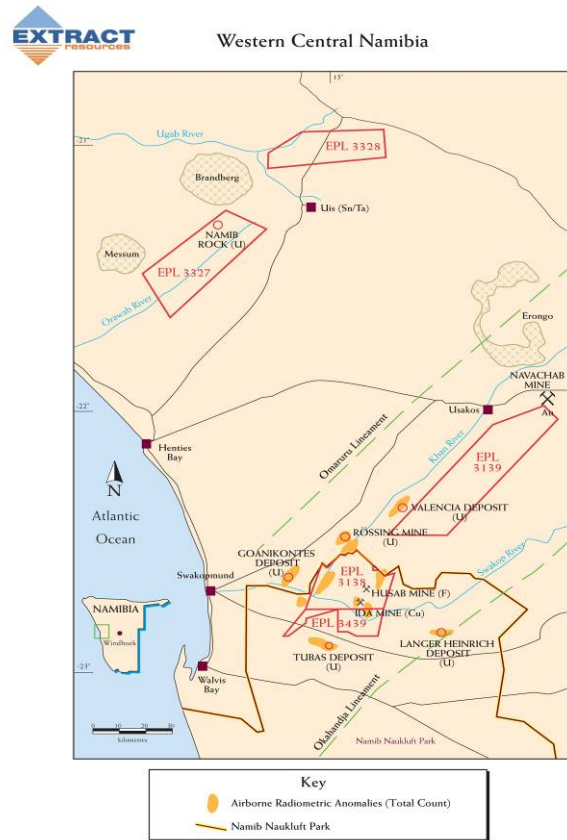 EXTRACT
resources
Western Central Namibia
15°
Ugab River
-21°
EPL 3328
Brandberg
Uis (Sn/Ta)
NAMIB
ROCK (U)
Messum
EPL 3327
Orawab River
Erongo
NAVACHAB
MINE
Au
-22°
Usakos
Henties
Bay
Omaruru Lineament
Khan River
EPL
3139
N
Atlantic
Ocean
VALENCIA DEPOSIT
(U)
RÖSSING MINE
(U)
GOANIKONTES
DEPOSIT
(U)
Swakop River
EPL
3138
Swakopmund
HUSAB MINE (F)
NAMIBIA
IDA MINE (Cu)
EPL 3439
Windhoek
LANGER HEINRICH
DEPOSIT
(U)
TUBAS DEPOSIT
(U)
-23°
Walvis
Bay
Okahandja Lineament
0 10 20 30
kilometres
Namib Naukluft Park
Key
Airborne Radiometric Anomalies (Total Count)
Namib Naukluft Park